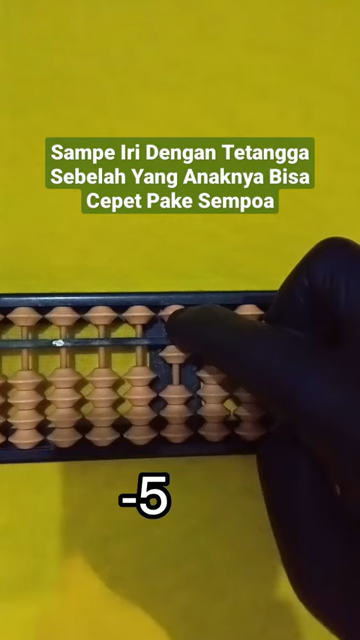 Sampe Iri Dengan Tetangga
Sebelah Yang Anaknya Bisa
Cepet Pake Sempoa
-5